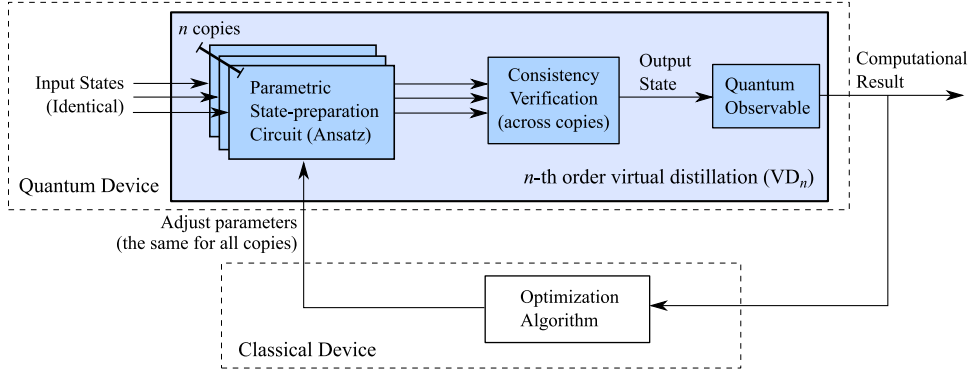 n copies
Input States
(Identical)
Parametric
State-preparation
Circuit (Ansatz)
Consistency
Verification
(across copies)
Output
State
Quantum
Observable
Computational
Result
n-th order virtual distillation (VDn)
Quantum Device
Adjust parameters
(the same for all copies)
Optimization
Algorithm
Classical Device